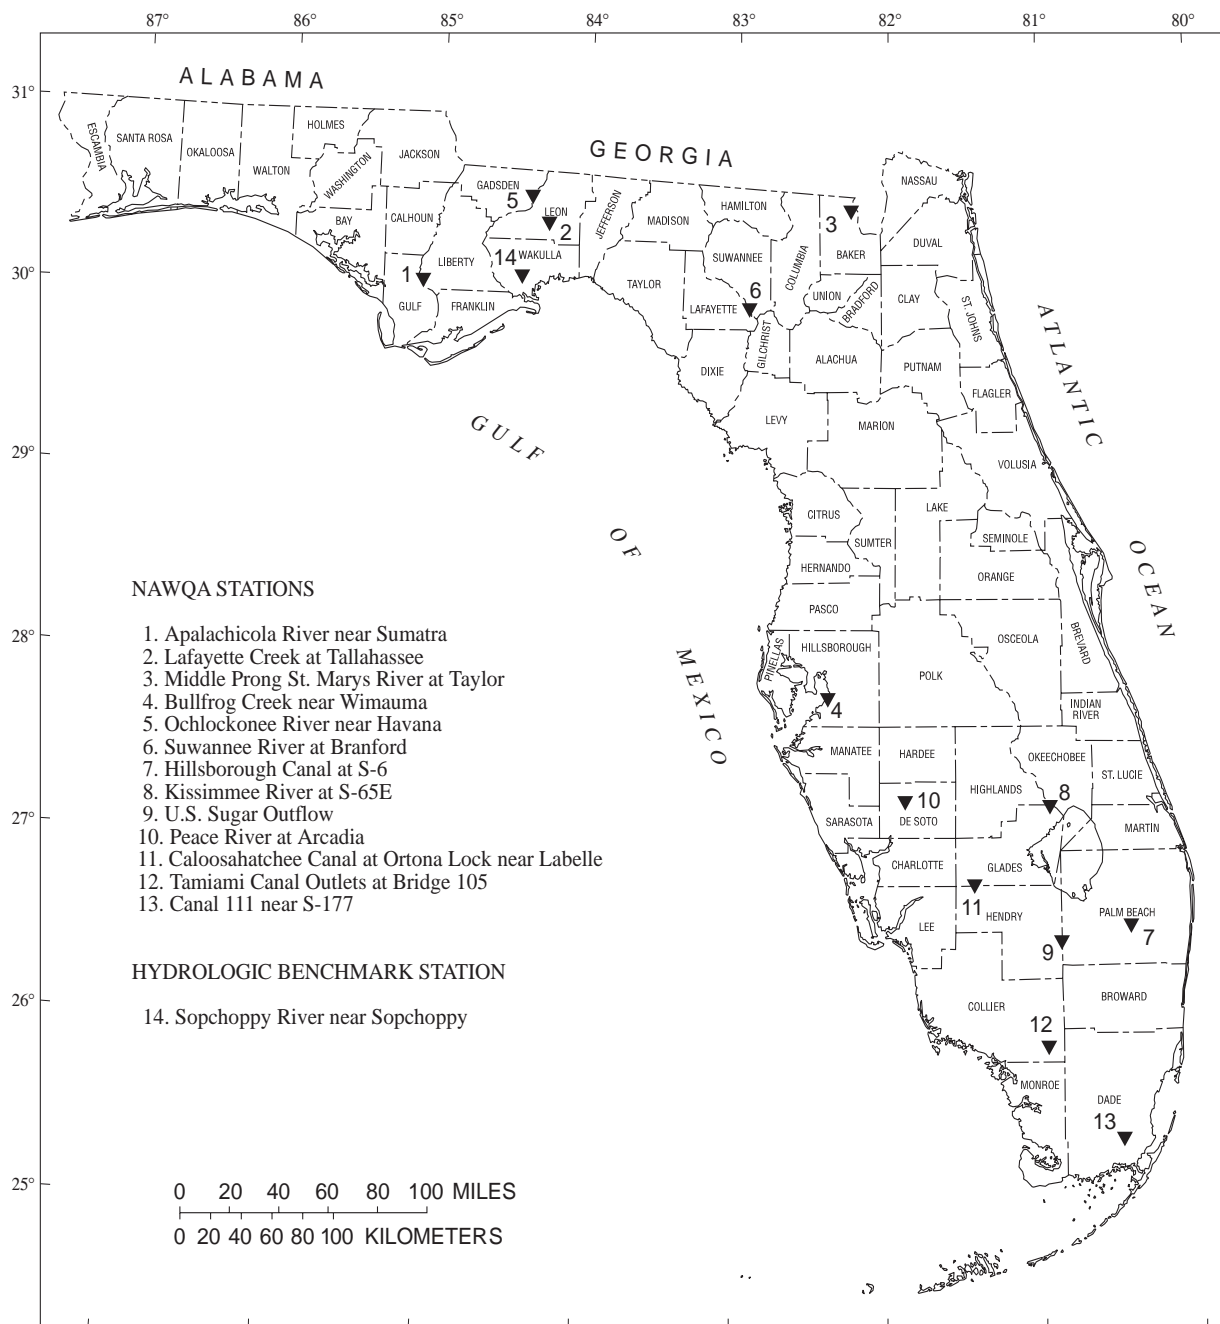 87° 85° 84° 83° 82° 81° 80°
31°
30°
29°
28°
27°
26°
25°
ALABAMA
GEORGIA
ESCAMBIA
SANTA ROSA
OKALOOSA
WALTON
HOLMES
WASHINGTON
JACKSON
BAY
CALHOUN
GULF
LIBERTY
FRANKLIN
GADSDEN
LEON
WAKULLA
JEFFERSON
MADISON
TAYLOR
HAMILTON
SUWANNEE
LAFAYETTE
DIXIE
COLUMBIA
GILCHRIST
BAKER
UNION
BRADFORD
NASSAU
DUVAL
CLAY
ST. JOHNS
ALACHUA
PUTNAM
FLAGLER
LEVY
MARION
VOLUSIA
CITRUS
SUMTER
LAKE
SEMINOLE
HERNANDO
ORANGE
PASCO
PINELLAS
HILLSBOROUGH
POLK
OSCEOLA
BREVARD
INDIAN
RIVER
MANATEE
HARDEE
HIGHLANDS
OKEECHOBEE
ST. LUCIE
SARASOTA
DE SOTO
MARTIN
CHARLOTTE
GLADES
LEE
HENDRY
PALM BEACH
COLLIER
BROWARD
MONROE
DADE
5
2
14
1
3
6
4
10
8
11
9
7
12
13
GULF
OF
MEXICO
ATLANTIC
OCEAN
NAWQA STATIONS
1. Apalachicola River near Sumatra
2. Lafayette Creek at Tallahassee
3. Middle Prong St. Marys River at Taylor
4. Bullfrog Creek near Wimauma
5. Ochlockonee River near Havana
6. Suwannee River at Branford
7. Hillsborough Canal at S-6
8. Kissimmee River at S-65E
9. U.S. Sugar Outflow
10. Peace River at Arcadia
11. Caloosahatchee Canal at Ortona Lock near Labelle
12. Tamiami Canal Outlets at Bridge 105
13. Canal 111 near S-177
HYDROLOGIC BENCHMARK STATION
14. Sopchoppy River near Sopchoppy
0 20 40 60 80 100 MILES
0 20 40 60 80 100 KILOMETERS